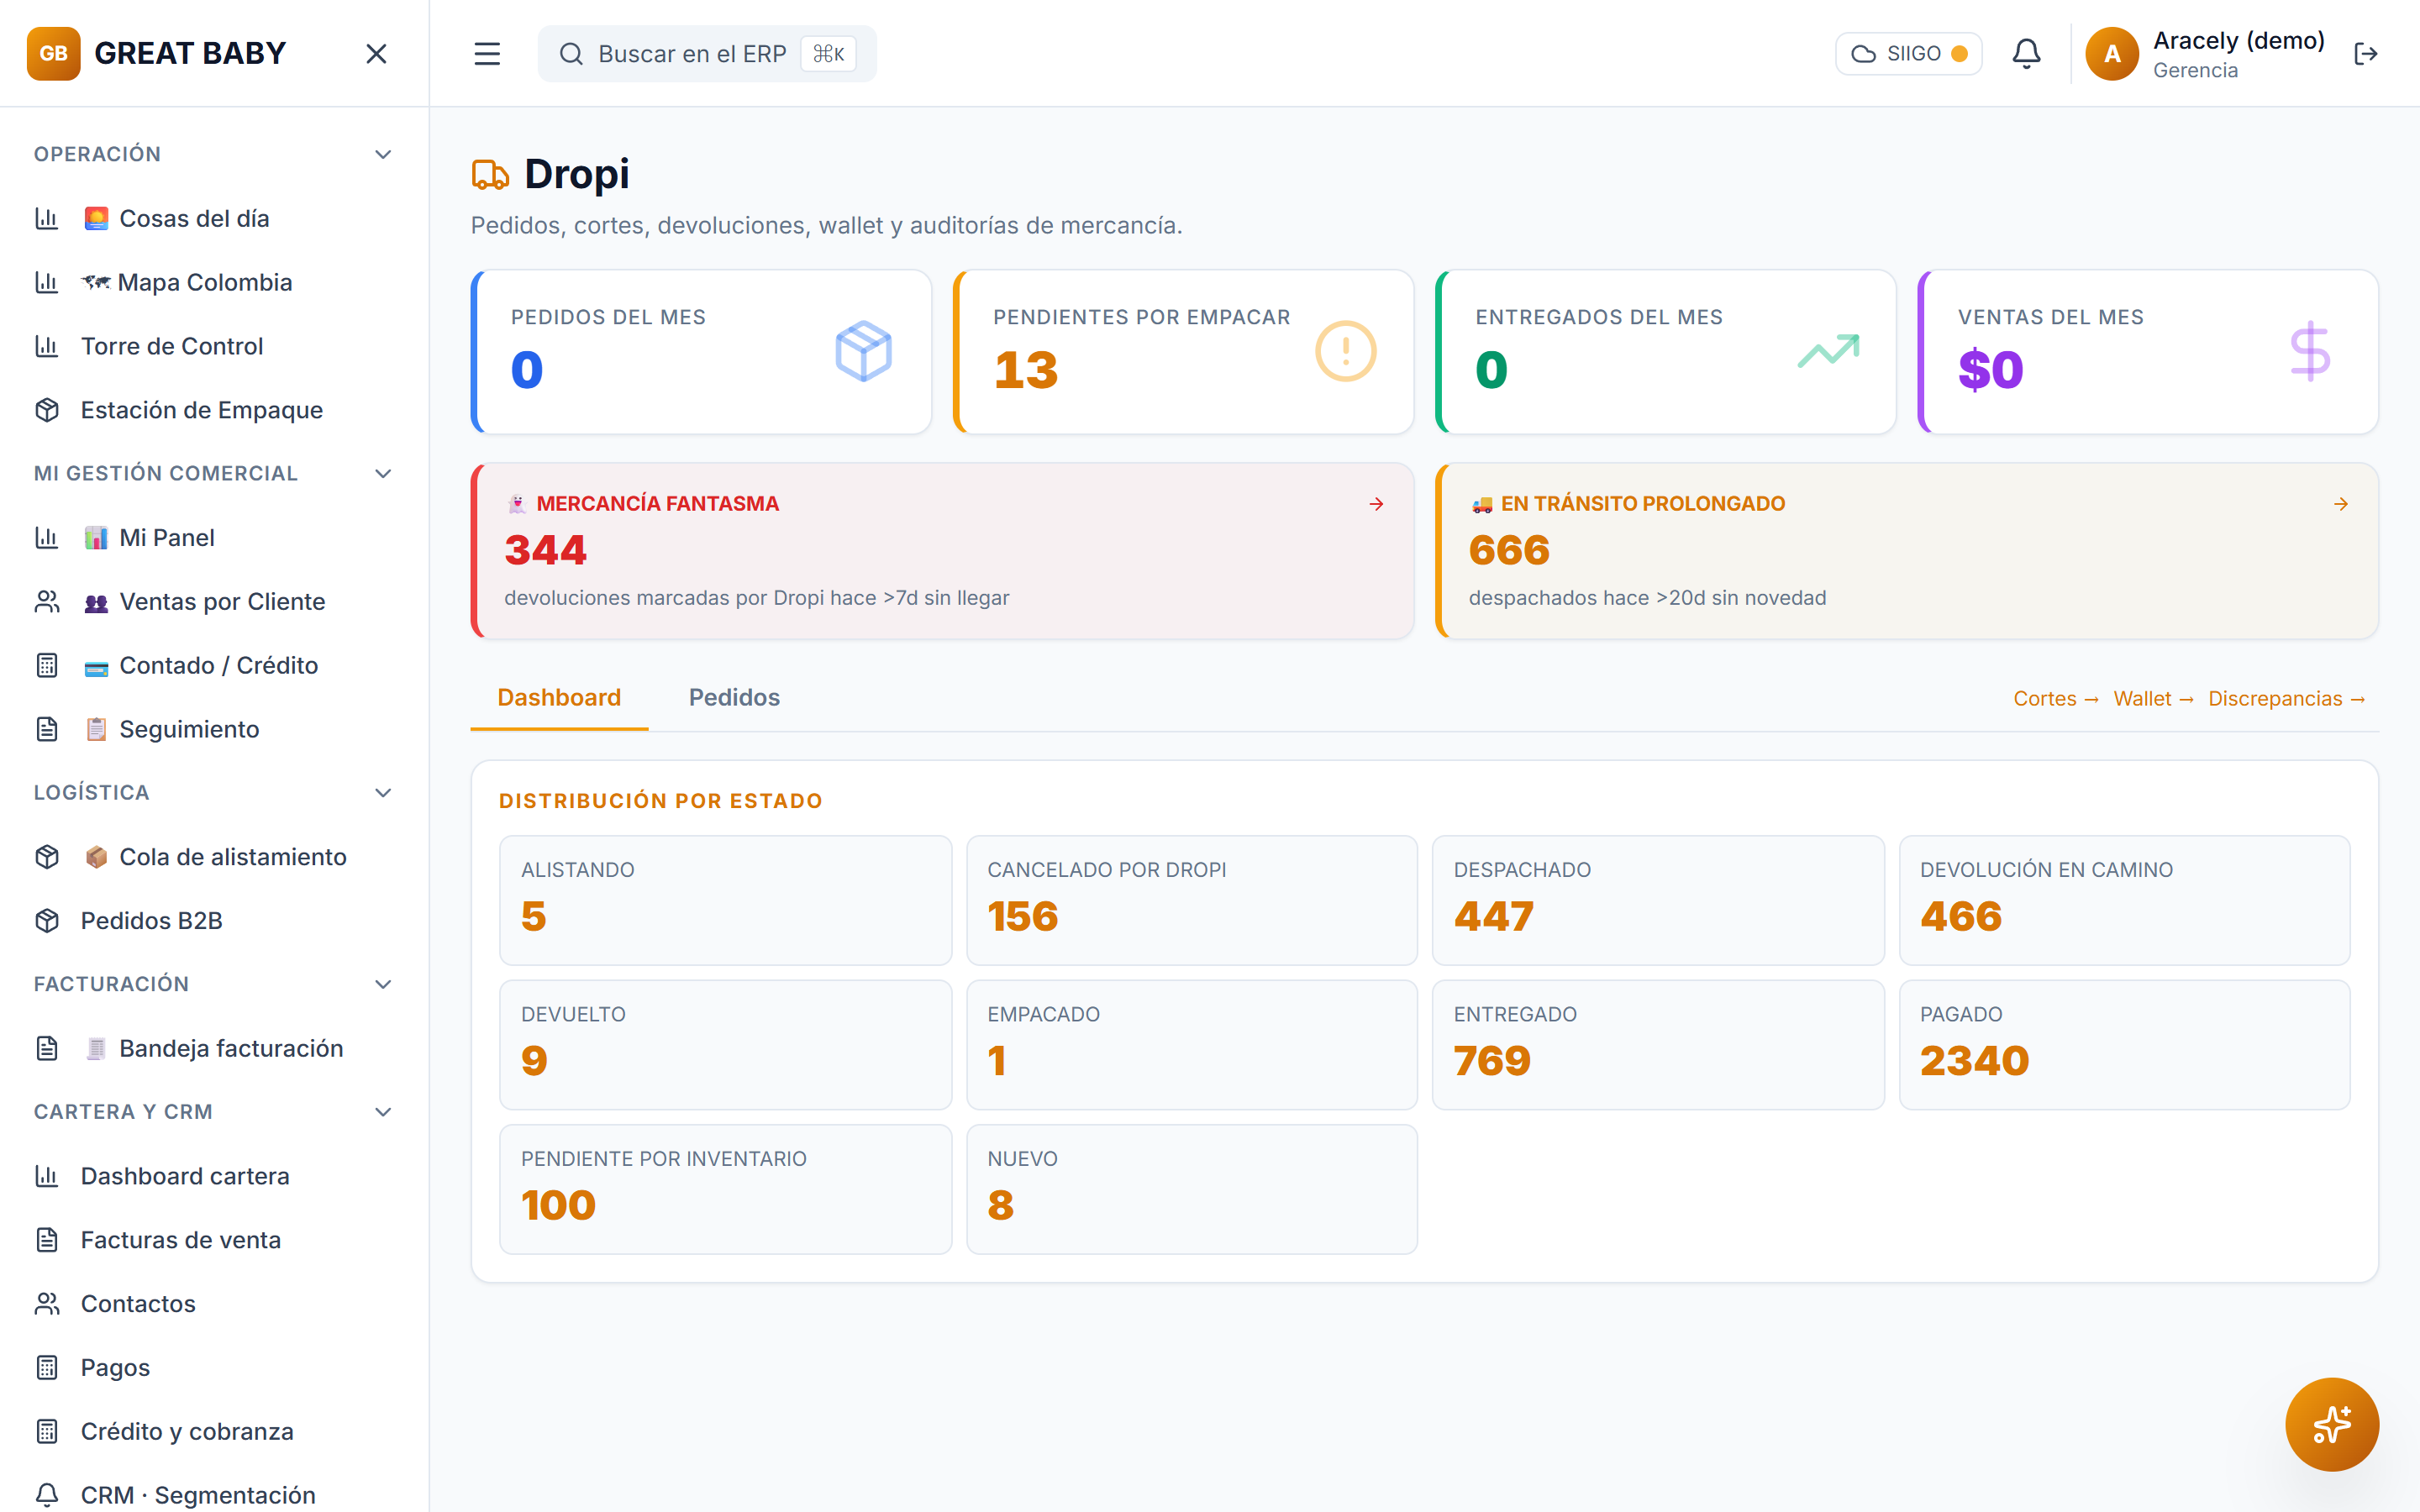 GB GREAT BABY
Buscar en el ERP ⌘K
SIIGO
A
Aracely (demo)
Gerencia
OPERACIÓN
Cosas del día
Mapa Colombia
Torre de Control
Estación de Empaque
MI GESTIÓN COMERCIAL
Mi Panel
Ventas por Cliente
Contado / Crédito
Seguimiento
LOGÍSTICA
Cola de alistamiento
Pedidos B2B
FACTURACIÓN
Bandeja facturación
CARTERA Y CRM
Dashboard cartera
Facturas de venta
Contactos
Pagos
Crédito y cobranza
CRM · Segmentación
Dropi
Pedidos, cortes, devoluciones, wallet y auditorías de mercancía.
PEDIDOS DEL MES
0
PENDIENTES POR EMPACAR
13
ENTREGADOS DEL MES
0
VENTAS DEL MES
$0
MERCANCÍA FANTASMA →
344
devoluciones marcadas por Dropi hace >7d sin llegar
EN TRÁNSITO PROLONGADO →
666
despachados hace >20d sin novedad
Dashboard Pedidos Cortes → Wallet → Discrepancias →
DISTRIBUCIÓN POR ESTADO
ALISTANDO
5
CANCELADO POR DROPI
156
DESPACHADO
447
DEVOLUCIÓN EN CAMINO
466
DEVUELTO
9
EMPACADO
1
ENTREGADO
769
PAGADO
2340
PENDIENTE POR INVENTARIO
100
NUEVO
8